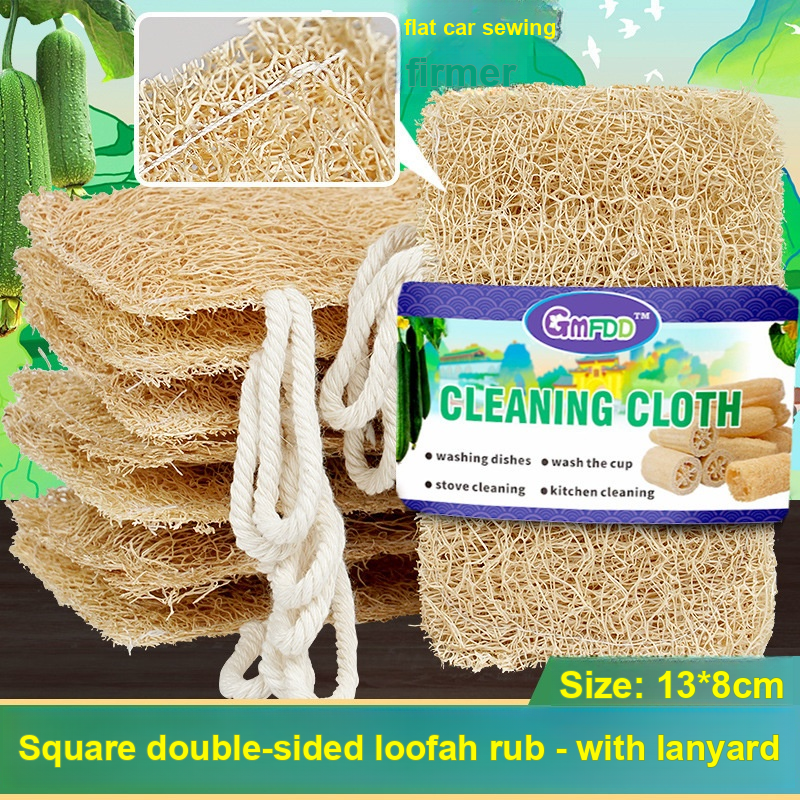 flat car sewing
firmer
GMFDD™
CLEANING CLOTH
• washing dishes • wash the cup
• stove cleaning • kitchen cleaning
Size: 13*8cm
Square double-sided loofah rub - with lanyard